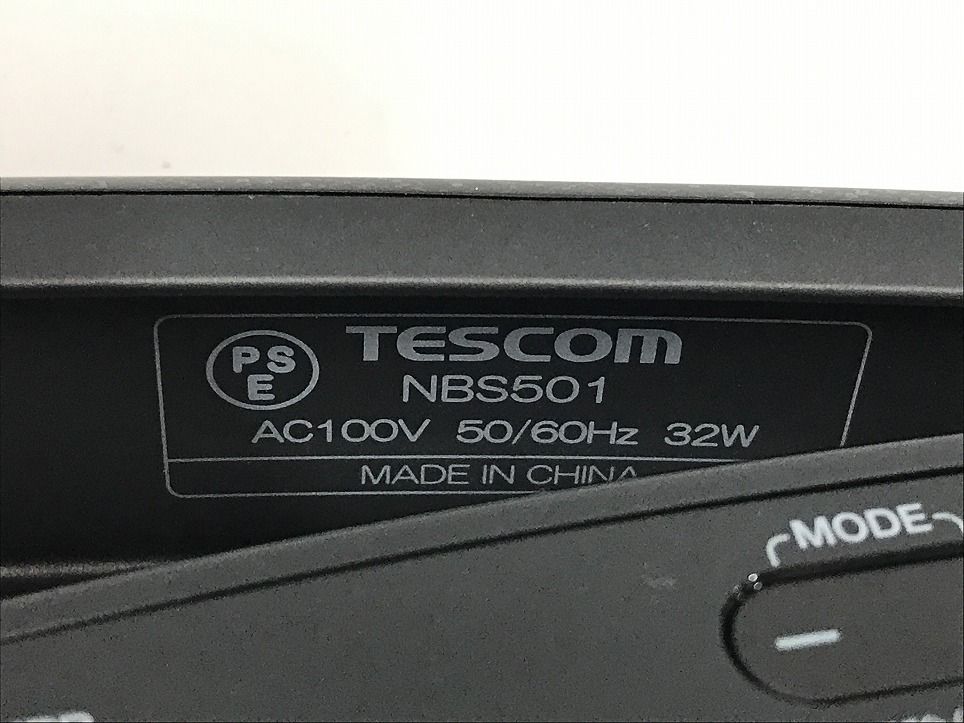 PS
E
TESCOM
NBS501
AC100V 50/60Hz 32W
MADE IN CHINA
MODE
−